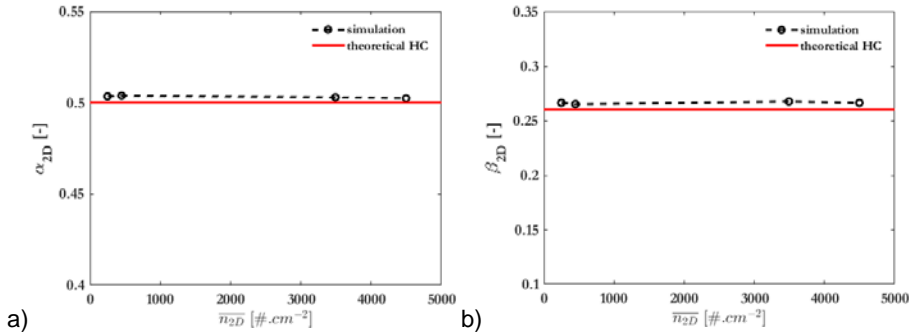 0.55
0.5
0.45
0.4
α2D [-]
simulation
theoretical HC
0 1000 2000 3000 4000 5000
n2D [#.cm−2]
a)
0.35
0.3
0.25
0.2
0.15
0.1
β2D [-]
simulation
theoretical HC
0 1000 2000 3000 4000 5000
n2D [#.cm−2]
b)